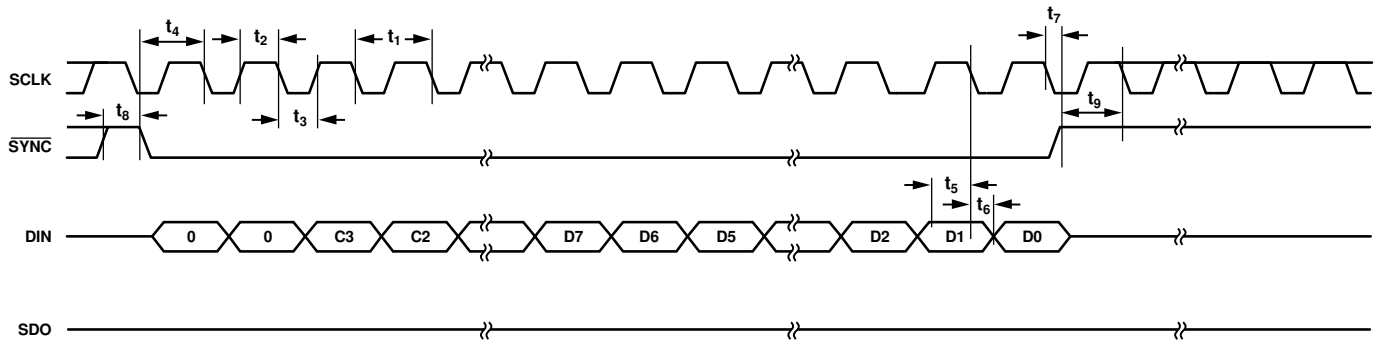 t4
t2
t1
t7
SCLK
t8
t3
t9
SYNC
t5
t6
DIN
0
0
C3
C2
D7
D6
D5
D2
D1
D0
SDO